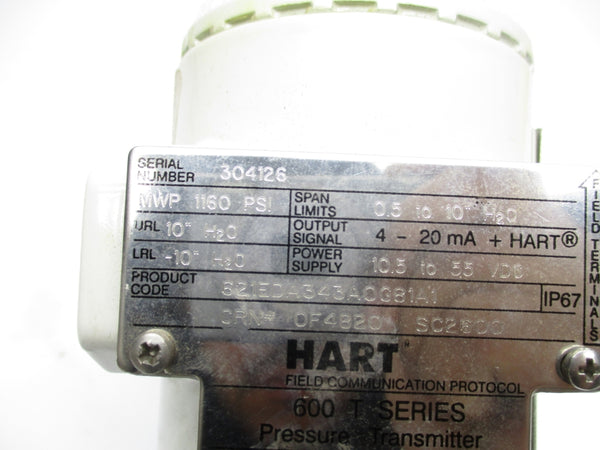 SERIAL NUMBER 304126
MWP 1160 PSI
SPAN LIMITS 0.5 to 10" H2O
URL 10" H2O
OUTPUT SIGNAL 4 - 20 mA + HART®
LRL -10" H2O
POWER SUPPLY 10.5 to 55 VDC
PRODUCT CODE
IP67
CRN#
HART
FIELD COMMUNICATION PROTOCOL
600 T SERIES
Pressure Transmitter
FIELD TERMINALS